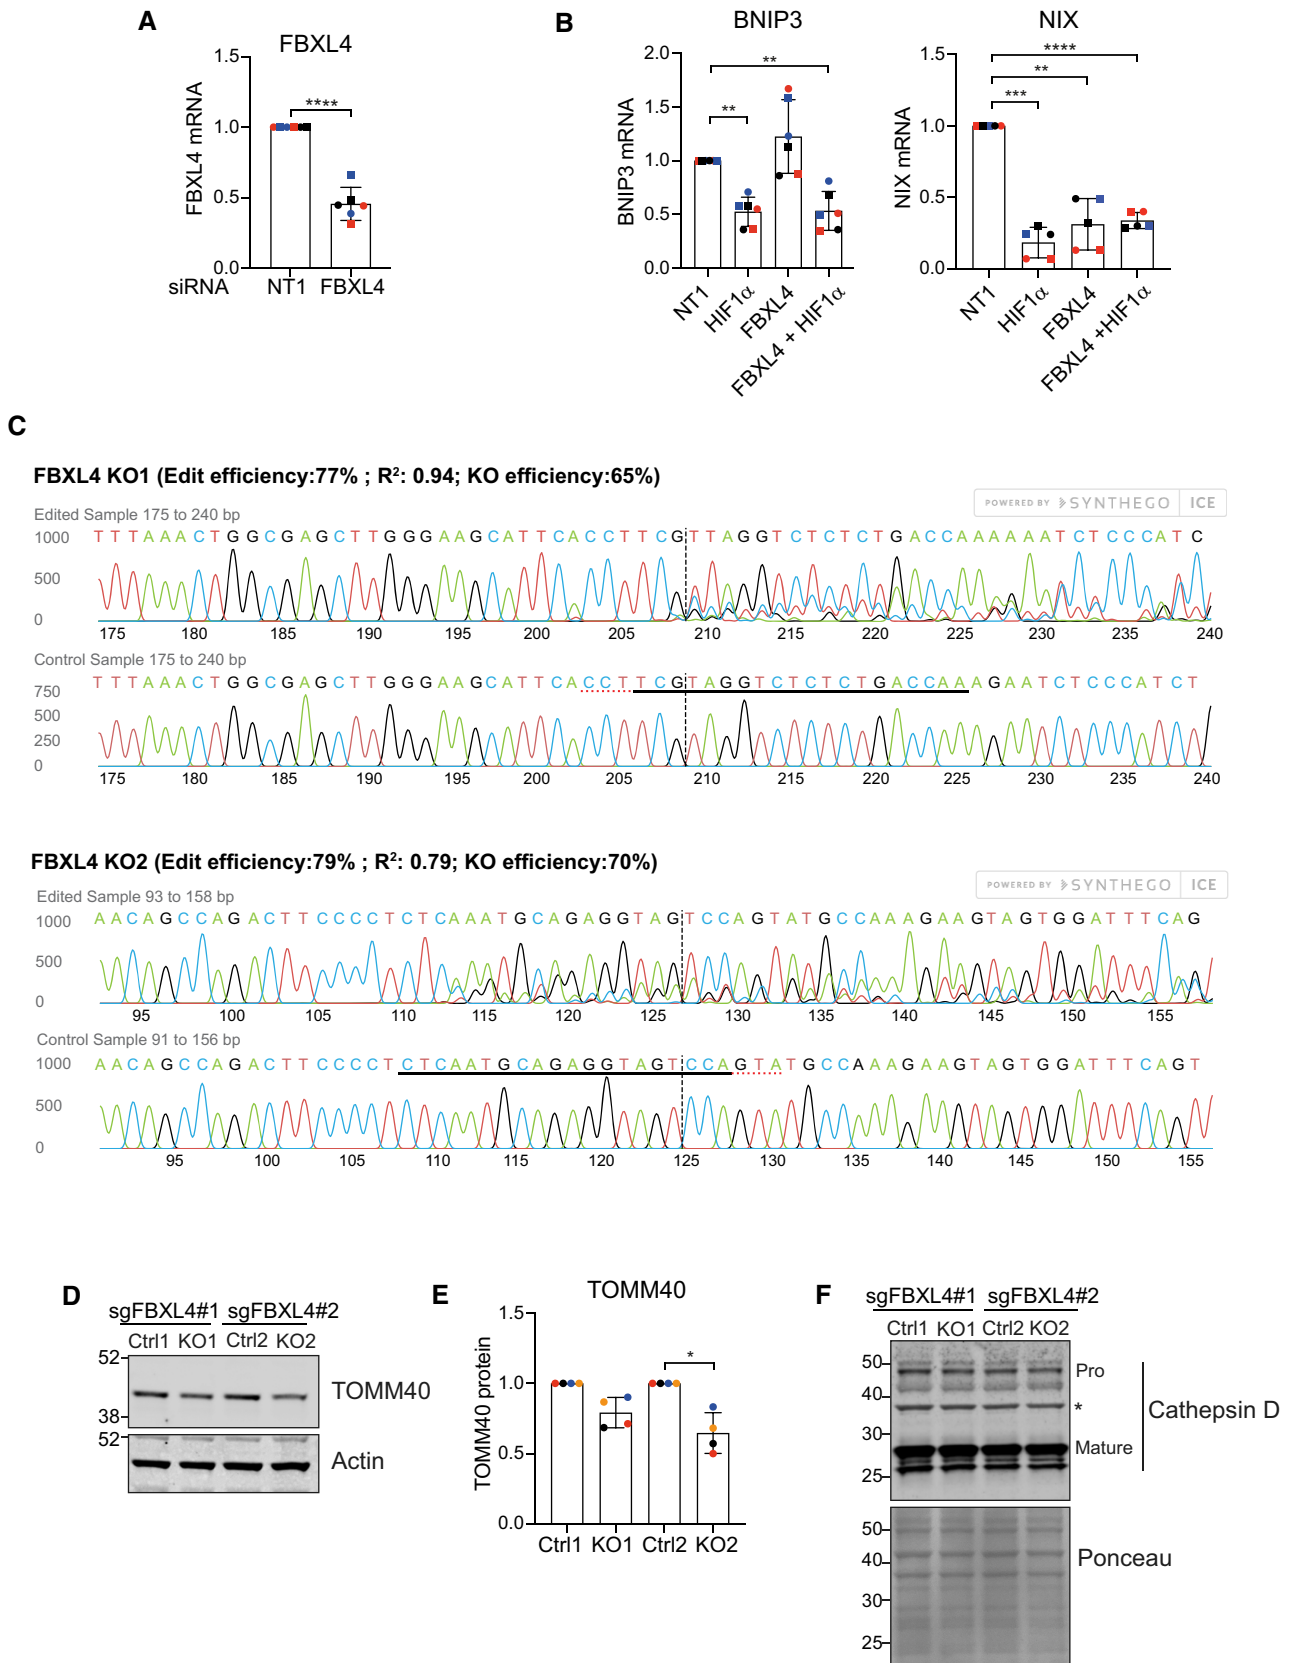 A
FBXL4
FBXL4 mRNA
1.5
1.0
0.5
0.0
****
siRNA NT1 FBXL4
B
BNIP3
BNIP3 mRNA
2.0
1.5
1.0
0.5
0.0
**
**
NT1
HIF1α
FBXL4
FBXL4 + HIF1α
NIX
NIX mRNA
1.5
1.0
0.5
0.0
****
**
***
NT1
HIF1α
FBXL4
FBXL4 +HIF1α
C
FBXL4 KO1 (Edit efficiency:77% ; R²: 0.94; KO efficiency:65%)
POWERED BY SYNTHEGO ICE
Edited Sample 175 to 240 bp
T T T A A A C T G G C G A G C T T G G G A A G C A T T C A C C T T C G T T A G G T C T C T C T G A C C A A A A A A T C T C C C A T C
1000
500
0
175 180 185 190 195 200 205 210 215 220 225 230 235 240
Control Sample 175 to 240 bp
T T T A A A C T G G C G A G C T T G G G A A G C A T T C A C C T T C G T A G G T C T C T C T G A C C A A A G A A T C T C C C A T C T
750
500
250
0
175 180 185 190 195 200 205 210 215 220 225 230 235 240
FBXL4 KO2 (Edit efficiency:79% ; R²: 0.79; KO efficiency:70%)
POWERED BY SYNTHEGO ICE
Edited Sample 93 to 158 bp
A A C A G C C A G A C T T C C C C T C T C A A A T G C A G A G G T A G T C C A G T A T G C C A A A G A A G T A G T G G A T T T C A G
1000
500
0
95 100 105 110 115 120 125 130 135 140 145 150 155
Control Sample 91 to 156 bp
A A C A G C C A G A C T T C C C C T C T C A A T G C A G A G G T A G T C C A G T A T G C C A A A G A A G T A G T G G A T T T C A G T
1000
500
0
95 100 105 110 115 120 125 130 135 140 145 150 155
D
sgFBXL4#1 sgFBXL4#2
Ctrl1 KO1 Ctrl2 KO2
52
38
TOMM40
52
Actin
E
TOMM40
TOMM40 protein
1.5
1.0
0.5
0.0
*
Ctrl1 KO1 Ctrl2 KO2
F
sgFBXL4#1 sgFBXL4#2
Ctrl1 KO1 Ctrl2 KO2
50
40
30
25
Pro
*
Mature
Cathepsin D
50
40
30
25
Ponceau